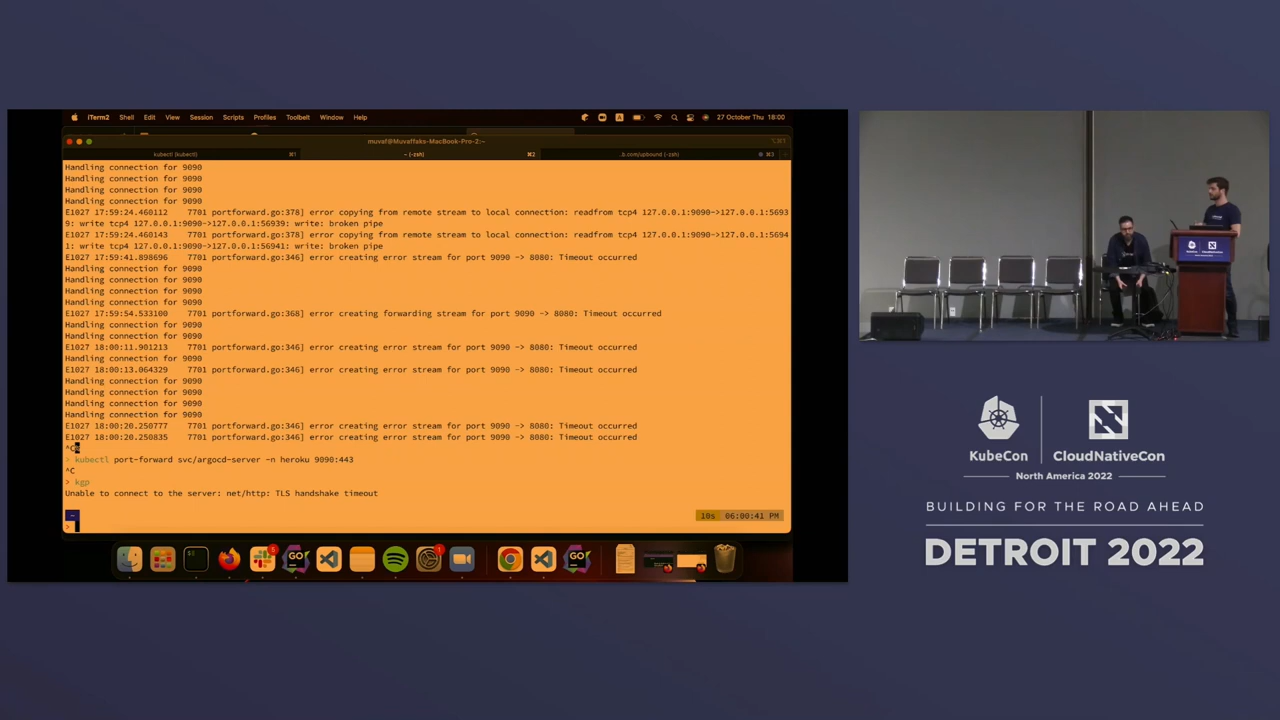 iTerm2 Shell Edit View Session Scripts Profiles Toolbelt Window Help
27 October Thu 18:00
muvaf@Muvaffaks-MacBook-Pro-2:~
kubectl (kubectl) ⌘1 ~ (-zsh) ⌘2 ..b.com/upbound (-zsh) ⌘3
Handling connection for 9090
Handling connection for 9090
Handling connection for 9090
Handling connection for 9090
E1027 17:59:24.460112 7701 portforward.go:378] error copying from remote stream to local connection: readfrom tcp4 127.0.0.1:9090->127.0.0.1:5693
9: write tcp4 127.0.0.1:9090->127.0.0.1:56939: write: broken pipe
E1027 17:59:24.460143 7701 portforward.go:378] error copying from remote stream to local connection: readfrom tcp4 127.0.0.1:9090->127.0.0.1:5694
1: write tcp4 127.0.0.1:9090->127.0.0.1:56941: write: broken pipe
E1027 17:59:41.898696 7701 portforward.go:346] error creating error stream for port 9090 -> 8080: Timeout occurred
Handling connection for 9090
Handling connection for 9090
Handling connection for 9090
Handling connection for 9090
E1027 17:59:54.533100 7701 portforward.go:368] error creating forwarding stream for port 9090 -> 8080: Timeout occurred
Handling connection for 9090
Handling connection for 9090
E1027 18:00:11.901213 7701 portforward.go:346] error creating error stream for port 9090 -> 8080: Timeout occurred
Handling connection for 9090
E1027 18:00:13.064329 7701 portforward.go:346] error creating error stream for port 9090 -> 8080: Timeout occurred
Handling connection for 9090
Handling connection for 9090
Handling connection for 9090
Handling connection for 9090
E1027 18:00:20.250777 7701 portforward.go:346] error creating error stream for port 9090 -> 8080: Timeout occurred
E1027 18:00:20.250835 7701 portforward.go:346] error creating error stream for port 9090 -> 8080: Timeout occurred
^C
> kubectl port-forward svc/argocd-server -n heroku 9090:443
^C
> kgp
Unable to connect to the server: net/http: TLS handshake timeout
~
10s 06:00:41 PM
>
KubeCon CloudNativeCon
North America 2022
BUILDING FOR THE ROAD AHEAD
DETROIT 2022